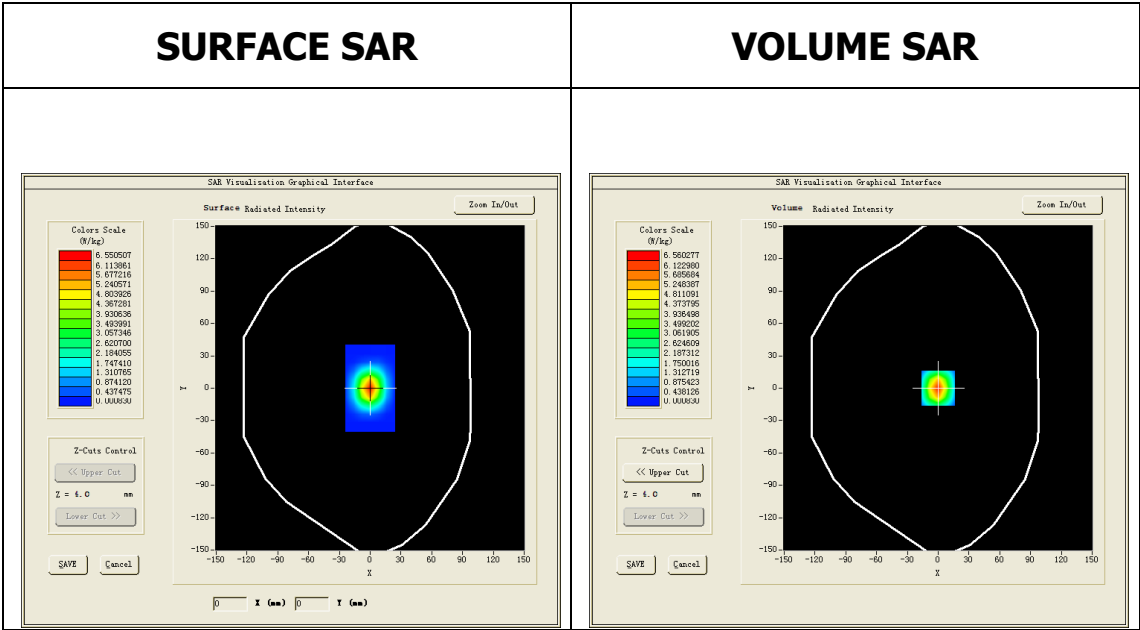 SURFACE SAR
VOLUME SAR
SAR Visualisation Graphical Interface
Surface Radiated Intensity
Zoom In/Out
Colors Scale
(W/kg)
6.550507
6.113861
5.677216
5.240571
4.803926
4.367281
3.930636
3.493991
3.057346
2.620700
2.184055
1.747410
1.310765
0.874120
0.437475
0.000830
Z-Cuts Control
<< Upper Cut
Z = 4.0 mm
Lower Cut >>
SAVE
Cancel
150
120
90
60
30
0
-30
-60
-90
-120
-150
Y
-150 -120 -90 -60 -30 0 30 60 90 120 150
X
0 X (mm) 0 Y (mm)
SAR Visualisation Graphical Interface
Volume Radiated Intensity
Zoom In/Out
Colors Scale
(W/kg)
6.560277
6.122980
5.685684
5.248387
4.811091
4.373795
3.936498
3.499202
3.061905
2.624609
2.187312
1.750016
1.312719
0.875423
0.438126
0.000830
Z-Cuts Control
<< Upper Cut
Z = 4.0 mm
Lower Cut >>
SAVE
Cancel
150
120
90
60
30
0
-30
-60
-90
-120
-150
Y
-150 -120 -90 -60 -30 0 30 60 90 120 150
X